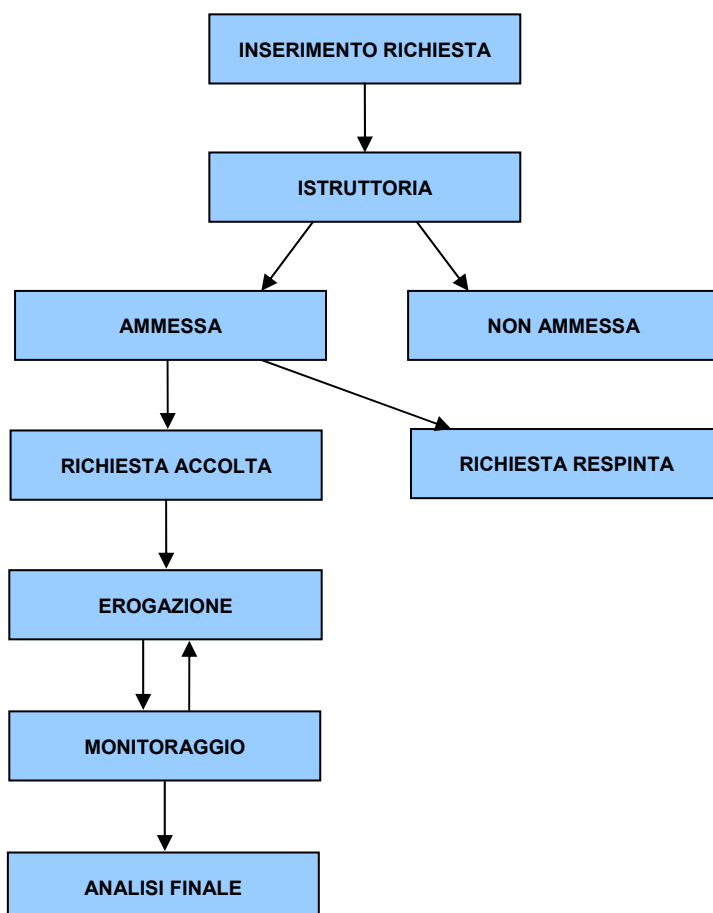 INSERIMENTO RICHIESTA
ISTRUTTORIA
AMMESSA
NON AMMESSA
RICHIESTA ACCOLTA
RICHIESTA RESPINTA
EROGAZIONE
MONITORAGGIO
ANALISI FINALE